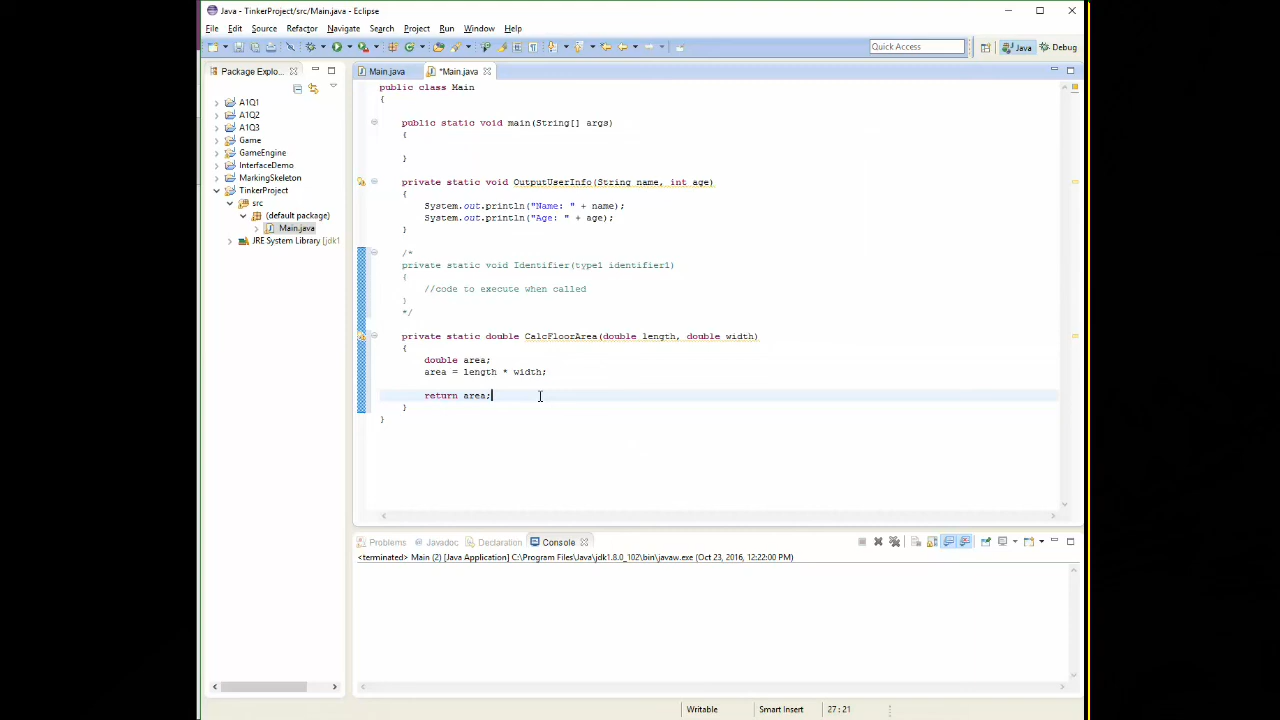 Java - TinkerProject/src/Main.java - Eclipse
File Edit Source Refactor Navigate Search Project Run Window Help
Quick Access
Java
Debug
Package Explo...
A1Q1
A1Q2
A1Q3
Game
GameEngine
InterfaceDemo
MarkingSkeleton
TinkerProject
src
(default package)
Main.java
JRE System Library [jdk1
Main.java
*Main.java
public class Main
{
public static void main(String[] args)
{
}
private static void OutputUserInfo(String name, int age)
{
System.out.println("Name: " + name);
System.out.println("Age: " + age);
}
/*
private static void Identifier(type1 identifier1)
{
//code to execute when called
}
*/
private static double CalcFloorArea(double length, double width)
{
double area;
area = length * width;
return area;
}
}
Problems
Javadoc
Declaration
Console
<terminated> Main (2) [Java Application] C:\Program Files\Java\jdk1.8.0_102\bin\javaw.exe (Oct 23, 2016, 12:22:00 PM)
Writable
Smart Insert
27 : 21